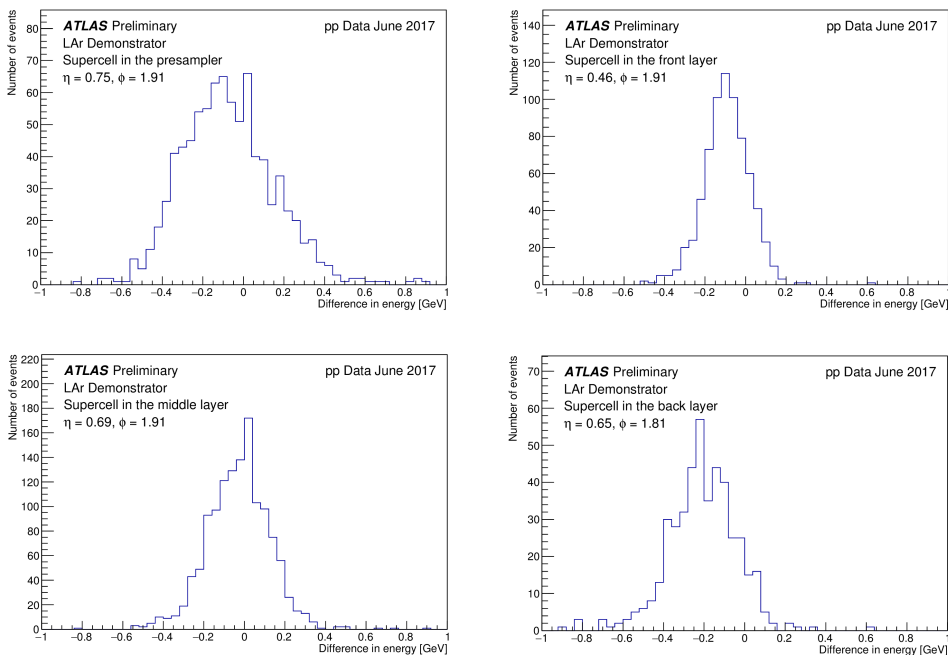 ATLAS Preliminary pp Data June 2017
LAr Demonstrator
Supercell in the presampler
η = 0.75, ϕ = 1.91
Number of events
80
70
60
50
40
30
20
10
0
−1 −0.8 −0.6 −0.4 −0.2 0 0.2 0.4 0.6 0.8 1
Difference in energy [GeV]
ATLAS Preliminary pp Data June 2017
LAr Demonstrator
Supercell in the front layer
η = 0.46, ϕ = 1.91
Number of events
140
120
100
80
60
40
20
0
−1 −0.8 −0.6 −0.4 −0.2 0 0.2 0.4 0.6 0.8 1
Difference in energy [GeV]
ATLAS Preliminary pp Data June 2017
LAr Demonstrator
Supercell in the middle layer
η = 0.69, ϕ = 1.91
Number of events
220
200
180
160
140
120
100
80
60
40
20
0
−1 −0.8 −0.6 −0.4 −0.2 0 0.2 0.4 0.6 0.8 1
Difference in energy [GeV]
ATLAS Preliminary pp Data June 2017
LAr Demonstrator
Supercell in the back layer
η = 0.65, ϕ = 1.81
Number of events
70
60
50
40
30
20
10
0
−1 −0.8 −0.6 −0.4 −0.2 0 0.2 0.4 0.6 0.8 1
Difference in energy [GeV]